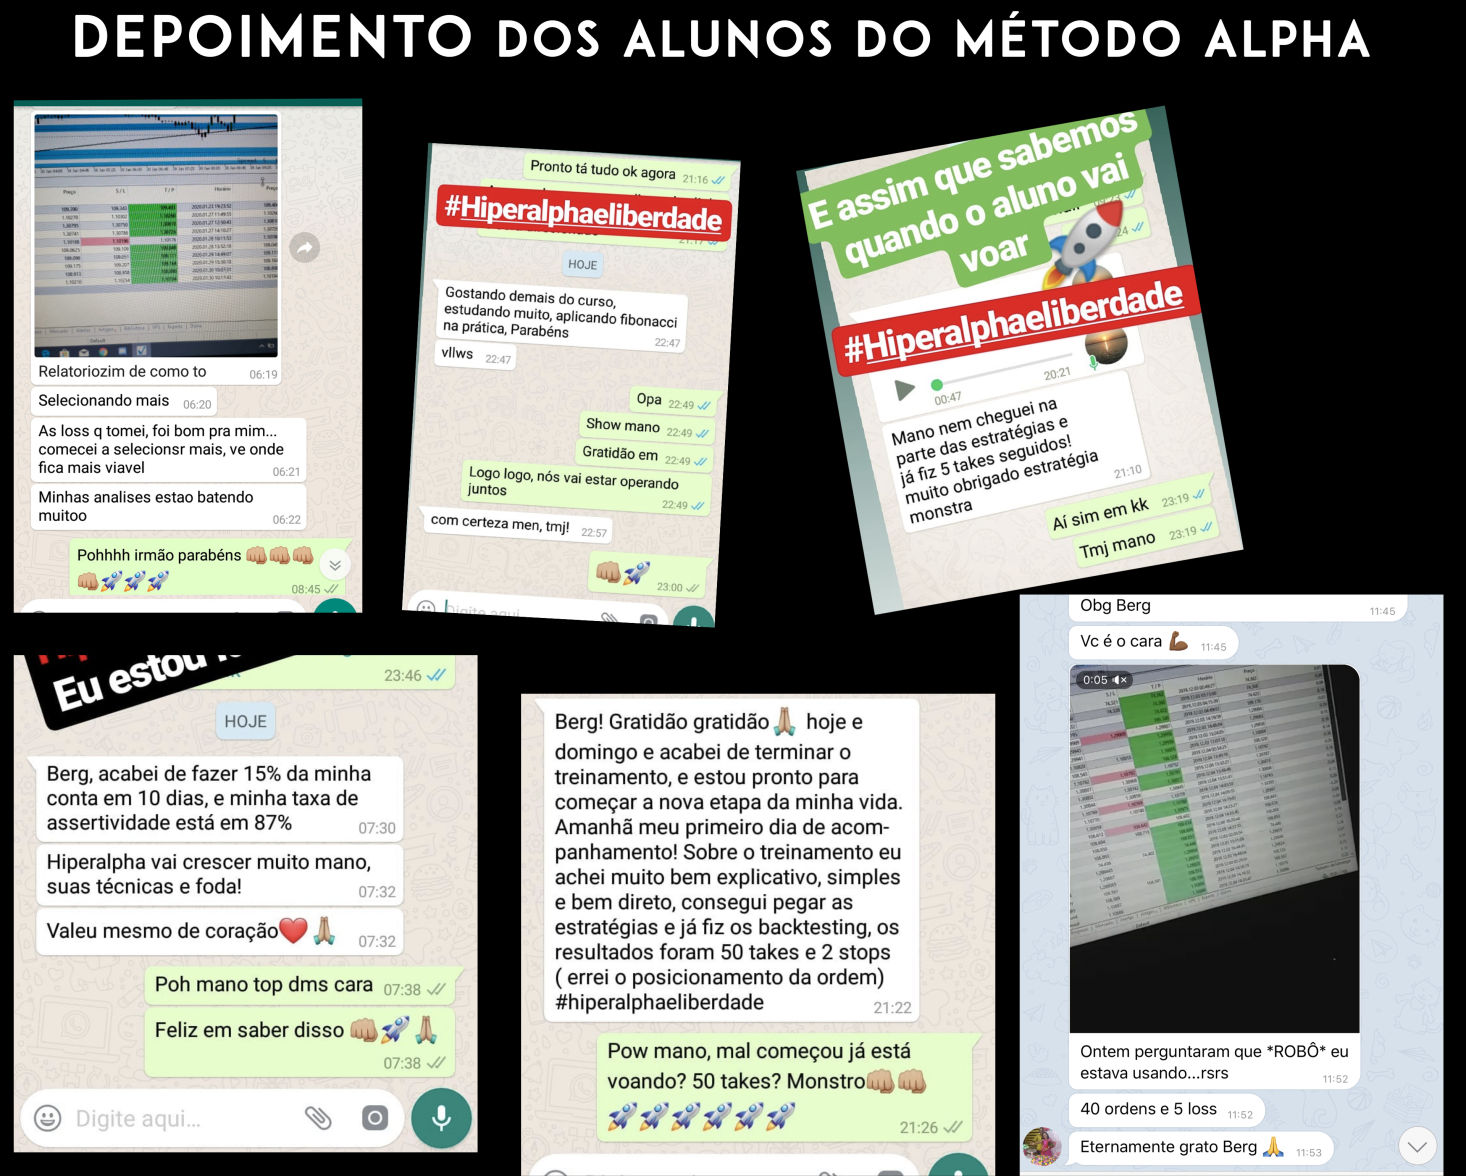 DEPOIMENTO DOS ALUNOS DO MÉTODO ALPHA
Preço S/L T/P Horário
Relatoriozim de como to 06:19
Selecionando mais 06:20
As loss q tomei, foi bom pra mim...
comecei a selecionsr mais, ve onde
fica mais viavel 06:21
Minhas analises estao batendo
muitoo 06:22
Pohhhh irmão parabéns 👊🏼👊🏼👊🏼
👊🏼🚀🚀🚀 08:45
Pronto tá tudo ok agora 21:16
#Hiperalphaeliberdade
21:17
HOJE
Gostando demais do curso,
estudando muito, aplicando fibonacci
na prática, Parabéns 22:47
vllws 22:47
Opa 22:49
Show mano 22:49
Gratidão em 22:49
Logo logo, nós vai estar operando
juntos 22:49
com certeza men, tmj! 22:57
👊🏼🚀 23:00
Digite aqui
E assim que sabemos
quando o aluno vai
voar 🚀
#Hiperalphaeliberdade
00:47 20:21
Mano nem cheguei na
parte das estratégias e
já fiz 5 takes seguidos!
muito obrigado estratégia
monstra 21:10
Aí sim em kk 23:19
Tmj mano 23:19
Eu estou
23:46
HOJE
Berg, acabei de fazer 15% da minha
conta em 10 dias, e minha taxa de
assertividade está em 87% 07:30
Hiperalpha vai crescer muito mano,
suas técnicas e foda! 07:32
Valeu mesmo de coração❤️🙏🏼 07:32
Poh mano top dms cara 07:38
Feliz em saber disso 👊🏼🚀🙏🏼
07:38
Digite aqui...
Berg! Gratidão gratidão🙏🏼 hoje e
domingo e acabei de terminar o
treinamento, e estou pronto para
começar a nova etapa da minha vida.
Amanhã meu primeiro dia de acom-
panhamento! Sobre o treinamento eu
achei muito bem explicativo, simples
e bem direto, consegui pegar as
estratégias e já fiz os backtesting, os
resultados foram 50 takes e 2 stops
( errei o posicionamento da ordem)
#hiperalphaeliberdade 21:22
Pow mano, mal começou já está
voando? 50 takes? Monstro👊🏼👊🏼
🚀🚀🚀🚀🚀🚀 21:26
Obg Berg 11:45
Vc é o cara 💪🏾 11:45
0:05
S/L T/P Horário Preço
Ontem perguntaram que *ROBÔ* eu
estava usando...rsrs 11:52
40 ordens e 5 loss 11:52
Eternamente grato Berg 🙏 11:53